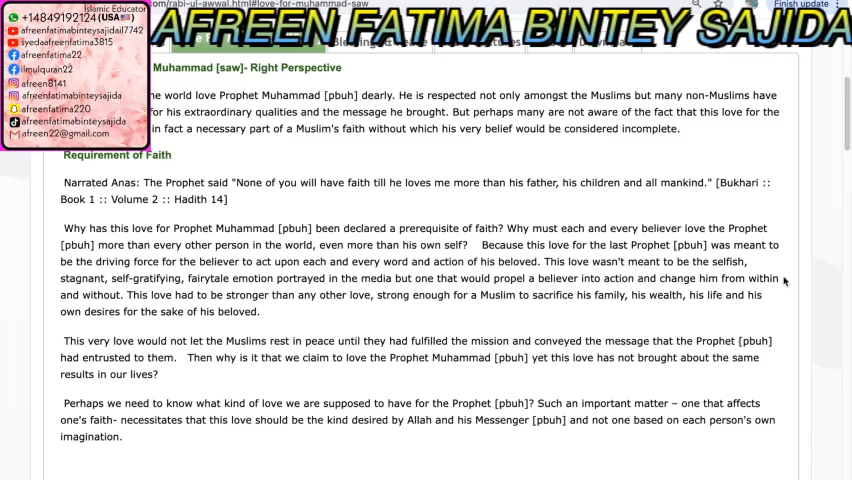 Islamic Educator
+14849192124 (USA)
afreenfatimabinteysajidail7742
syedaafreenfatima3815
afreenfatima22
ilmulquran22
afreen8141
afreenfatimabinteysajida
afreenfatima220
afreenfatimabinteysajida
afreen22@gmail.com
om/rabi-ul-awwal.html#love-for-muhammad-saw
Finish update
AFREEN FATIMA BINTEY SAJIDA
Muhammad [saw]- Right Perspective
he world love Prophet Muhammad [pbuh] dearly. He is respected not only amongst the Muslims but many non-Muslims have
for his extraordinary qualities and the message he brought. But perhaps many are not aware of the fact that this love for the
in fact a necessary part of a Muslim's faith without which his very belief would be considered incomplete.
Requirement of Faith
Narrated Anas: The Prophet said "None of you will have faith till he loves me more than his father, his children and all mankind." [Bukhari ::
Book 1 :: Volume 2 :: Hadith 14]
Why has this love for Prophet Muhammad [pbuh] been declared a prerequisite of faith? Why must each and every believer love the Prophet
[pbuh] more than every other person in the world, even more than his own self? Because this love for the last Prophet [pbuh] was meant to
be the driving force for the believer to act upon each and every word and action of his beloved. This love wasn't meant to be the selfish,
stagnant, self-gratifying, fairytale emotion portrayed in the media but one that would propel a believer into action and change him from within
and without. This love had to be stronger than any other love, strong enough for a Muslim to sacrifice his family, his wealth, his life and his
own desires for the sake of his beloved.
This very love would not let the Muslims rest in peace until they had fulfilled the mission and conveyed the message that the Prophet [pbuh]
had entrusted to them. Then why is it that we claim to love the Prophet Muhammad [pbuh] yet this love has not brought about the same
results in our lives?
Perhaps we need to know what kind of love we are supposed to have for the Prophet [pbuh]? Such an important matter – one that affects
one's faith- necessitates that this love should be the kind desired by Allah and his Messenger [pbuh] and not one based on each person's own
imagination.